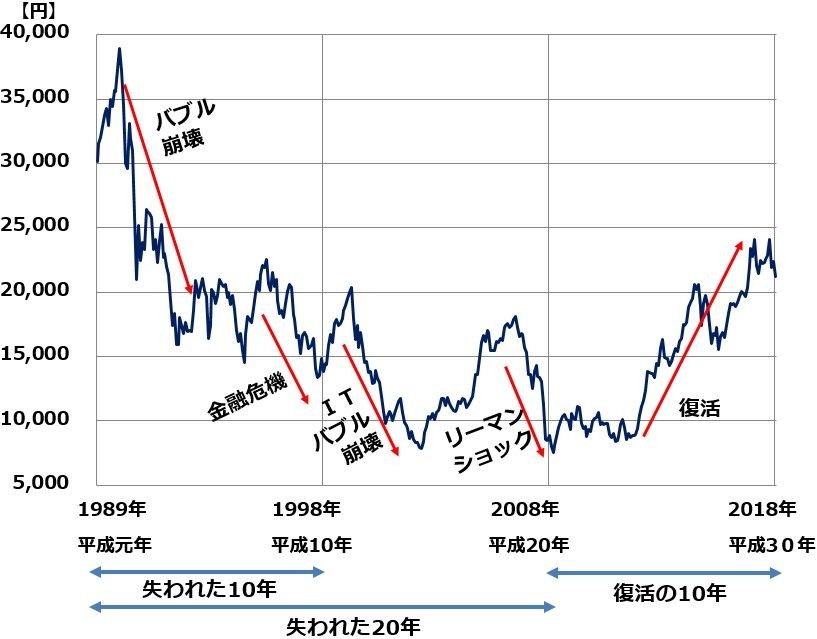 【円】
40,000
35,000
30,000
25,000
20,000
15,000
10,000
5,000
バブル
崩壊
金融危機
ＩＴ
バブル
崩壊
リーマン
ショック
復活
1989年
1998年
2008年
2018年
平成元年
平成10年
平成20年
平成３０年
失われた10年
復活の10年
失われた20年